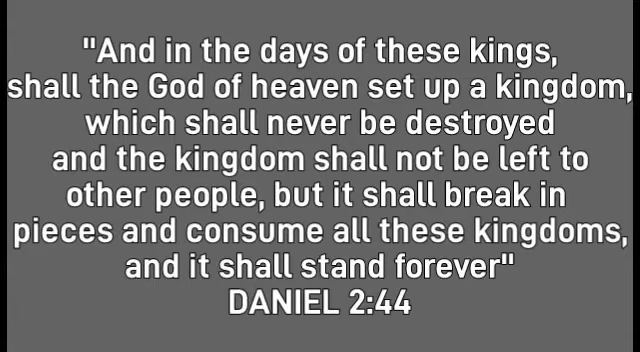 "And in the days of these kings,
shall the God of heaven set up a kingdom,
which shall never be destroyed
and the kingdom shall not be left to
other people, but it shall break in
pieces and consume all these kingdoms,
and it shall stand forever"
DANIEL 2:44